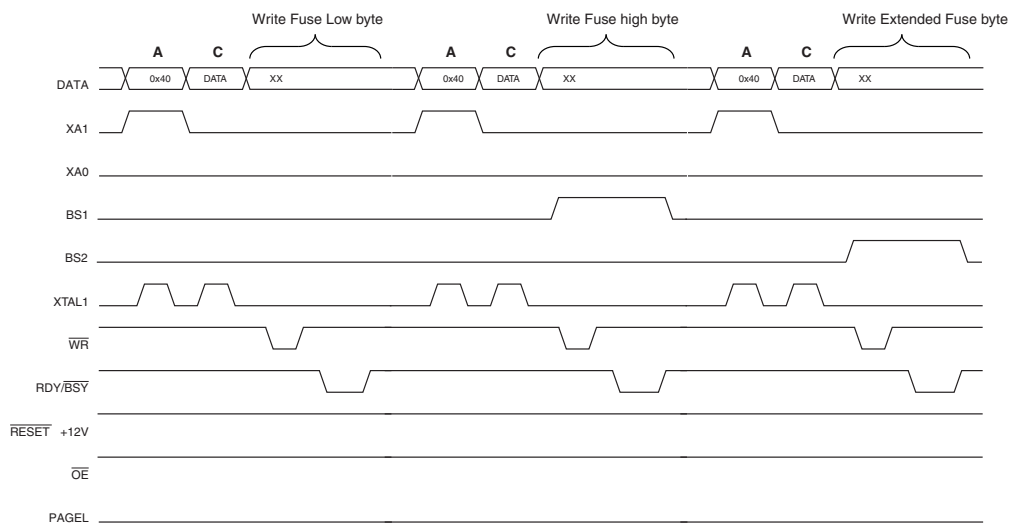 Write Fuse Low byte Write Fuse high byte Write Extended Fuse byte
A C A C A C
DATA 0x40 DATA XX 0x40 DATA XX 0x40 DATA XX
XA1
XA0
BS1
BS2
XTAL1
WR
RDY/BSY
RESET +12V
OE
PAGEL